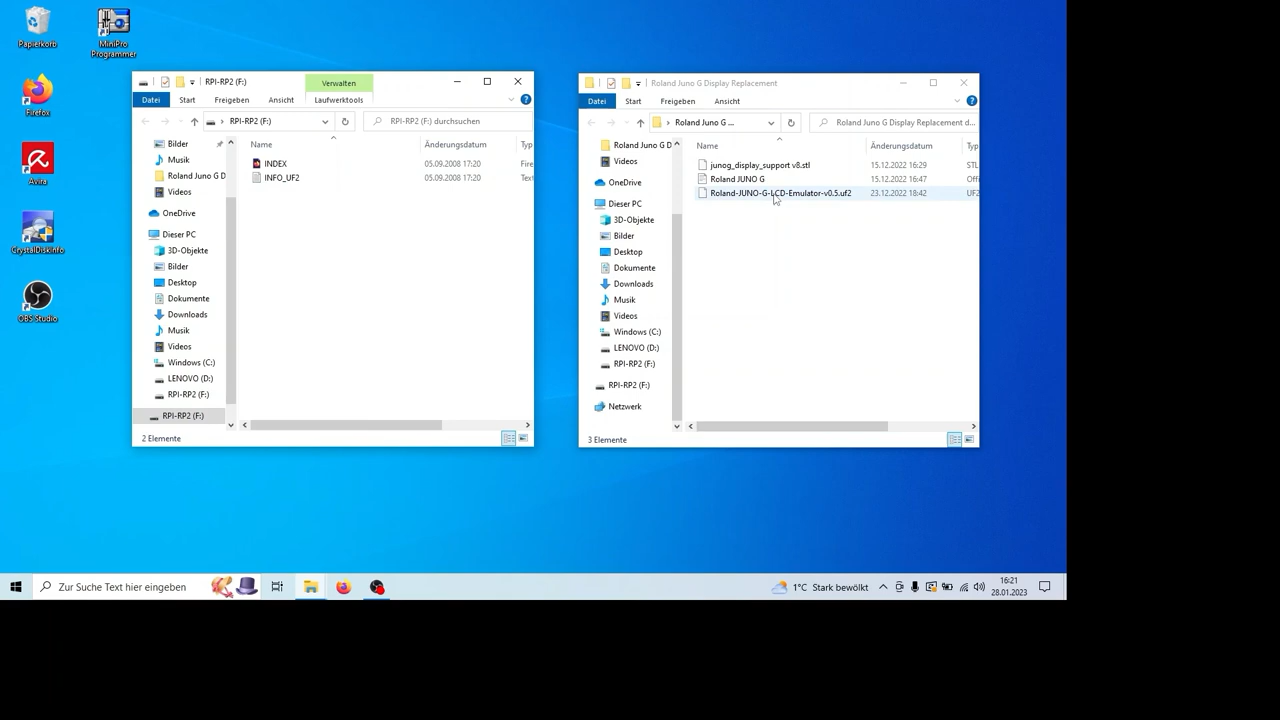 Papierkorb
MiniPro
Programmer
Firefox
Avira
CrystalDiskInfo
OBS Studio
RPI-RP2 (F:)
Verwalten
Datei
Start
Freigeben
Ansicht
Laufwerktools
RPI-RP2 (F:)
RPI-RP2 (F:) durchsuchen
Bilder
Musik
Roland Juno G D
Videos
OneDrive
Dieser PC
3D-Objekte
Bilder
Desktop
Dokumente
Downloads
Musik
Videos
Windows (C:)
LENOVO (D:)
RPI-RP2 (F:)
RPI-RP2 (F:)
Name Änderungsdatum Typ
INDEX 05.09.2008 17:20 Fire
INFO_UF2 05.09.2008 17:20 Text
2 Elemente
Roland Juno G Display Replacement
Datei
Start
Freigeben
Ansicht
Roland Juno G ...
Roland Juno G Display Replacement d...
Roland Juno G D
Videos
OneDrive
Dieser PC
3D-Objekte
Bilder
Desktop
Dokumente
Downloads
Musik
Videos
Windows (C:)
LENOVO (D:)
RPI-RP2 (F:)
RPI-RP2 (F:)
Netzwerk
Name Änderungsdatum Typ
junog_display_support v8.stl 15.12.2022 16:29 STL
Roland JUNO G 15.12.2022 16:47 Offi
Roland-JUNO-G-LCD-Emulator-v0.5.uf2 23.12.2022 18:42 UF2
3 Elemente
Zur Suche Text hier eingeben
1°C Stark bewölkt
16:21
28.01.2023